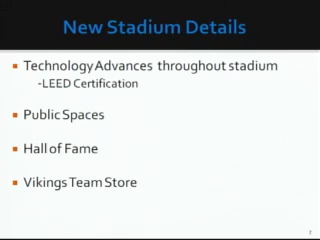 New Stadium Details
Technology Advances throughout stadium
-LEED Certification
Public Spaces
Hall of Fame
Vikings Team Store